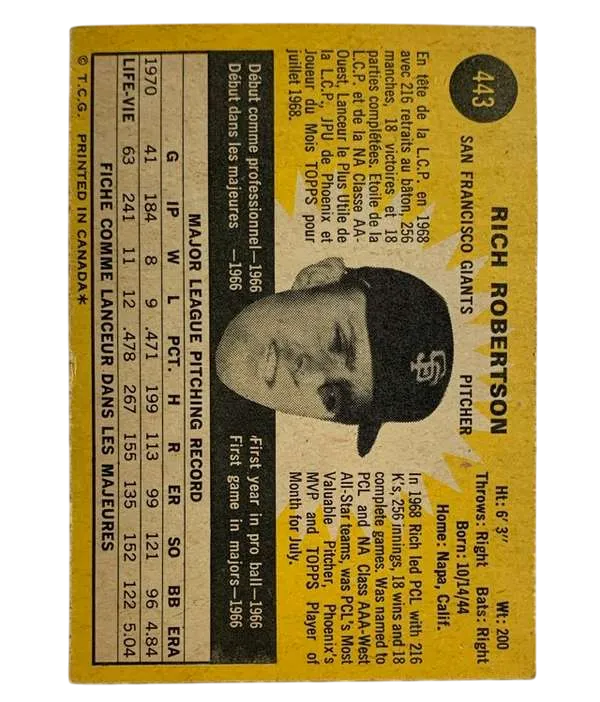 443
RICH ROBERTSON
SAN FRANCISCO GIANTS PITCHER
Ht: 6'3" Wt: 200
Throws: Right Bats: Right
Born: 10/14/44
Home: Napa, Calif.
En tête de la L.C.P. en 1968
avec 216 retraits au bâton, 256
manches, 18 victoires et 18
parties complétées. Etoile de la
L.C.P. et de la NA Classe AA-
Ouest, Lanceur le Plus Utile de
la L.C.P., JPU de Phoenix et
Joueur du Mois TOPPS pour
juillet 1968.
SF
In 1968 Rich led PCL with 216
K's, 256 innings, 18 wins and 18
complete games. Was named to
PCL and NA Class AAA-West
All-Star teams, was PCL's Most
Valuable Pitcher, Phoenix's
MVP and TOPPS Player of
Month for July.
Début comme professionnel—1966
Début dans les majeures —1966
First year in pro ball—1966
First game in majors—1966
MAJOR LEAGUE PITCHING RECORD
G IP W L PCT. H R ER SO BB ERA
1970 41 184 8 9 .471 199 113 99 121 96 4.84
LIFE-VIE 63 241 11 12 .478 267 155 135 152 122 5.04
FICHE COMME LANCEUR DANS LES MAJEURES
© T.C.G. PRINTED IN CANADA*